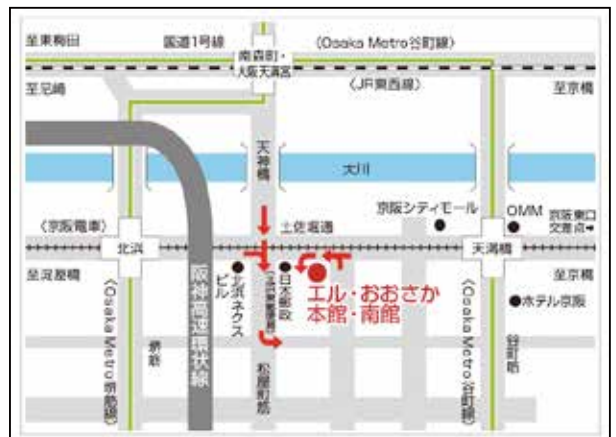 至東梅田
国道1号線
南森町・
大阪天満宮
(Osaka Metro谷町線)
至尼崎
(JR東西線)
至京橋
天神橋
大川
京阪シティモール
OMM
京阪東口
交差点➡
(京阪電車)
北浜
土佐堀通
天満橋
至淀屋橋
至京橋
(Osaka Metro堺筋線)
堺筋
阪神高速環状線
北浜ネクス
ビル
日本郵政
エル・おおさか
本館・南館
松屋町筋
(Osaka Metro谷町線)
谷町筋
ホテル京阪